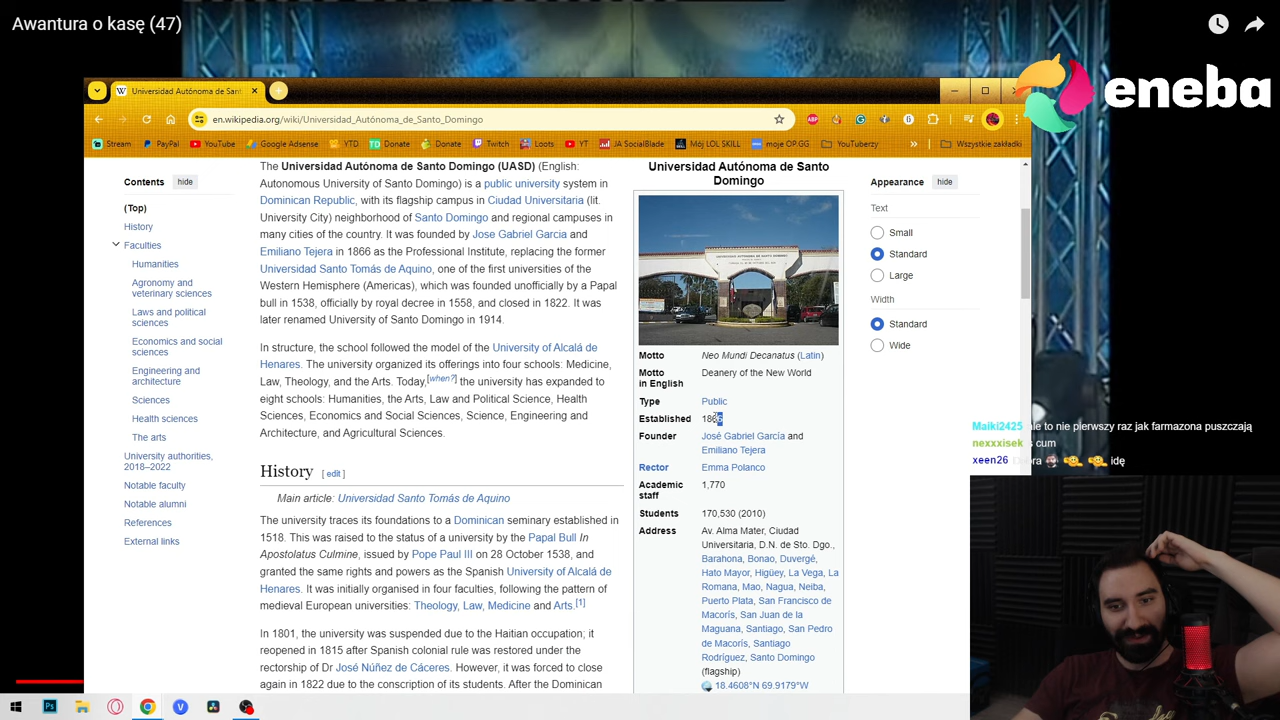 Awantura o kasę (47)
eneba
Universidad Autónoma de Sant
en.wikipedia.org/wiki/Universidad_Autónoma_de_Santo_Domingo
Stream
PayPal
YouTube
Google Adsense
YTD
Donate
Donate
Twitch
Loots
YT
JA SocialBlade
Mój LOL SKILL
moje OP.GG
YouTuberzy
»
Wszystkie zakładki
Contents
hide
(Top)
History
Faculties
Humanities
Agronomy and
veterinary sciences
Laws and political
sciences
Economics and social
sciences
Engineering and
architecture
Sciences
Health sciences
The arts
University authorities,
2018–2022
Notable faculty
Notable alumni
References
External links
The Universidad Autónoma de Santo Domingo (UASD) (English:
Autonomous University of Santo Domingo) is a public university system in
Dominican Republic, with its flagship campus in Ciudad Universitaria (lit.
University City) neighborhood of Santo Domingo and regional campuses in
many cities of the country. It was founded by Jose Gabriel Garcia and
Emiliano Tejera in 1866 as the Professional Institute, replacing the former
Universidad Santo Tomás de Aquino, one of the first universities of the
Western Hemisphere (Americas), which was founded unofficially by a Papal
bull in 1538, officially by royal decree in 1558, and closed in 1822. It was
later renamed University of Santo Domingo in 1914.
In structure, the school followed the model of the University of Alcalá de
Henares. The university organized its offerings into four schools: Medicine,
Law, Theology, and the Arts. Today,[when?] the university has expanded to
eight schools: Humanities, the Arts, Law and Political Science, Health
Sciences, Economics and Social Sciences, Science, Engineering and
Architecture, and Agricultural Sciences.
History [ edit ]
Main article: Universidad Santo Tomás de Aquino
The university traces its foundations to a Dominican seminary established in
1518. This was raised to the status of a university by the Papal Bull In
Apostolatus Culmine, issued by Pope Paul III on 28 October 1538, and
granted the same rights and powers as the Spanish University of Alcalá de
Henares. It was initially organised in four faculties, following the pattern of
medieval European universities: Theology, Law, Medicine and Arts.[1]
In 1801, the university was suspended due to the Haitian occupation; it
reopened in 1815 after Spanish colonial rule was restored under the
rectorship of Dr José Núñez de Cáceres. However, it was forced to close
again in 1822 due to the conscription of its students. After the Dominican
Universidad Autónoma de Santo
Domingo
Motto Neo Mundi Decanatus (Latin)
Motto Deanery of the New World
in English
Type Public
Established 1866
Founder José Gabriel García and
Emiliano Tejera
Rector Emma Polanco
Academic 1,770
staff
Students 170,530 (2010)
Address Av. Alma Mater, Ciudad
Universitaria, D.N. de Sto. Dgo.,
Barahona, Bonao, Duvergé,
Hato Mayor, Higüey, La Vega, La
Romana, Mao, Nagua, Neiba,
Puerto Plata, San Francisco de
Macorís, San Juan de la
Maguana, Santiago, San Pedro
de Macorís, Santiago
Rodríguez, Santo Domingo
(flagship)
18.4608°N 69.9179°W
Appearance
hide
Text
Small
Standard
Large
Width
Standard
Wide
Maiki2425 to nie pierwszy raz jak farmazona puszczają
nexxxisek cum
xeen26 idę